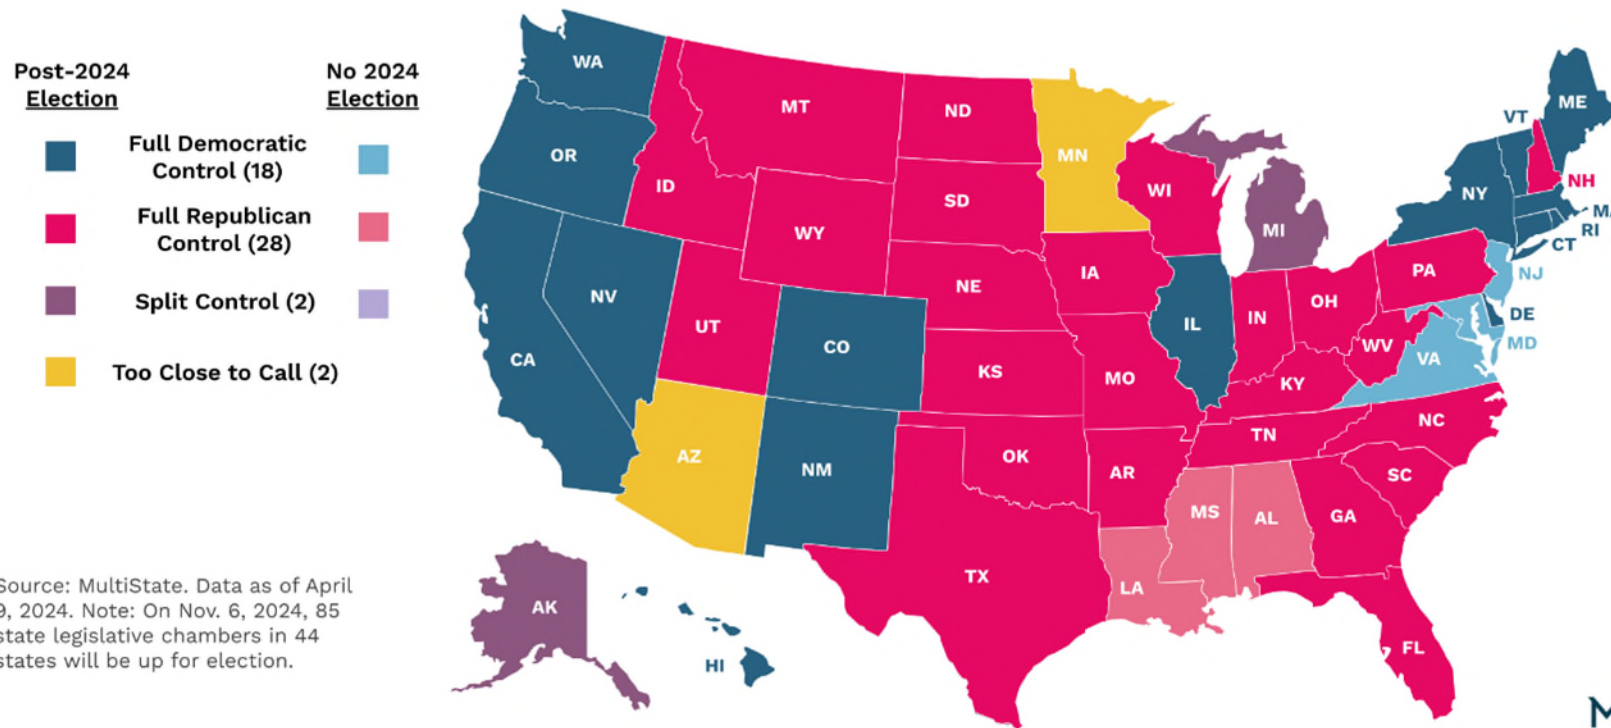 Post-2024
Election
No 2024
Election
Full Democratic
Control (18)
Full Republican
Control (28)
Split Control (2)
Too Close to Call (2)
Source: MultiState. Data as of April
9, 2024. Note: On Nov. 6, 2024, 85
state legislative chambers in 44
states will be up for election.
WA
MT
ND
MN
VT
ME
OR
ID
SD
WI
NY
NH
MA
RI
WY
MI
CT
IA
PA
NJ
NV
NE
OH
UT
IN
IL
DE
CO
WV
MD
CA
KS
MO
VA
KY
NC
TN
AZ
NM
OK
AR
SC
MS
AL
GA
TX
LA
AK
FL
HI
M